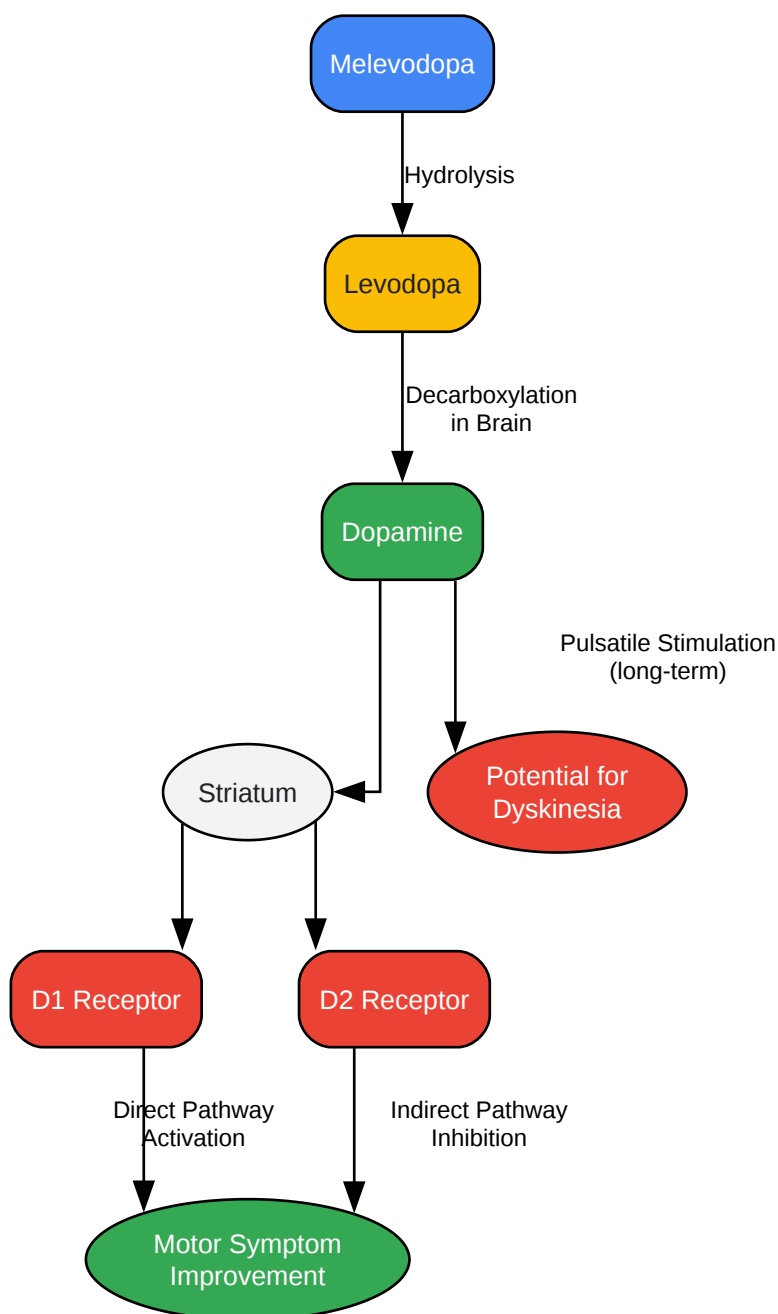 Melevodopa
Hydrolysis
Levodopa
Decarboxylation
in Brain
Dopamine
Pulsatile Stimulation
(long-term)
Striatum
Potential for
Dyskinesia
D1 Receptor
D2 Receptor
Direct Pathway
Activation
Indirect Pathway
Inhibition
Motor Symptom
Improvement